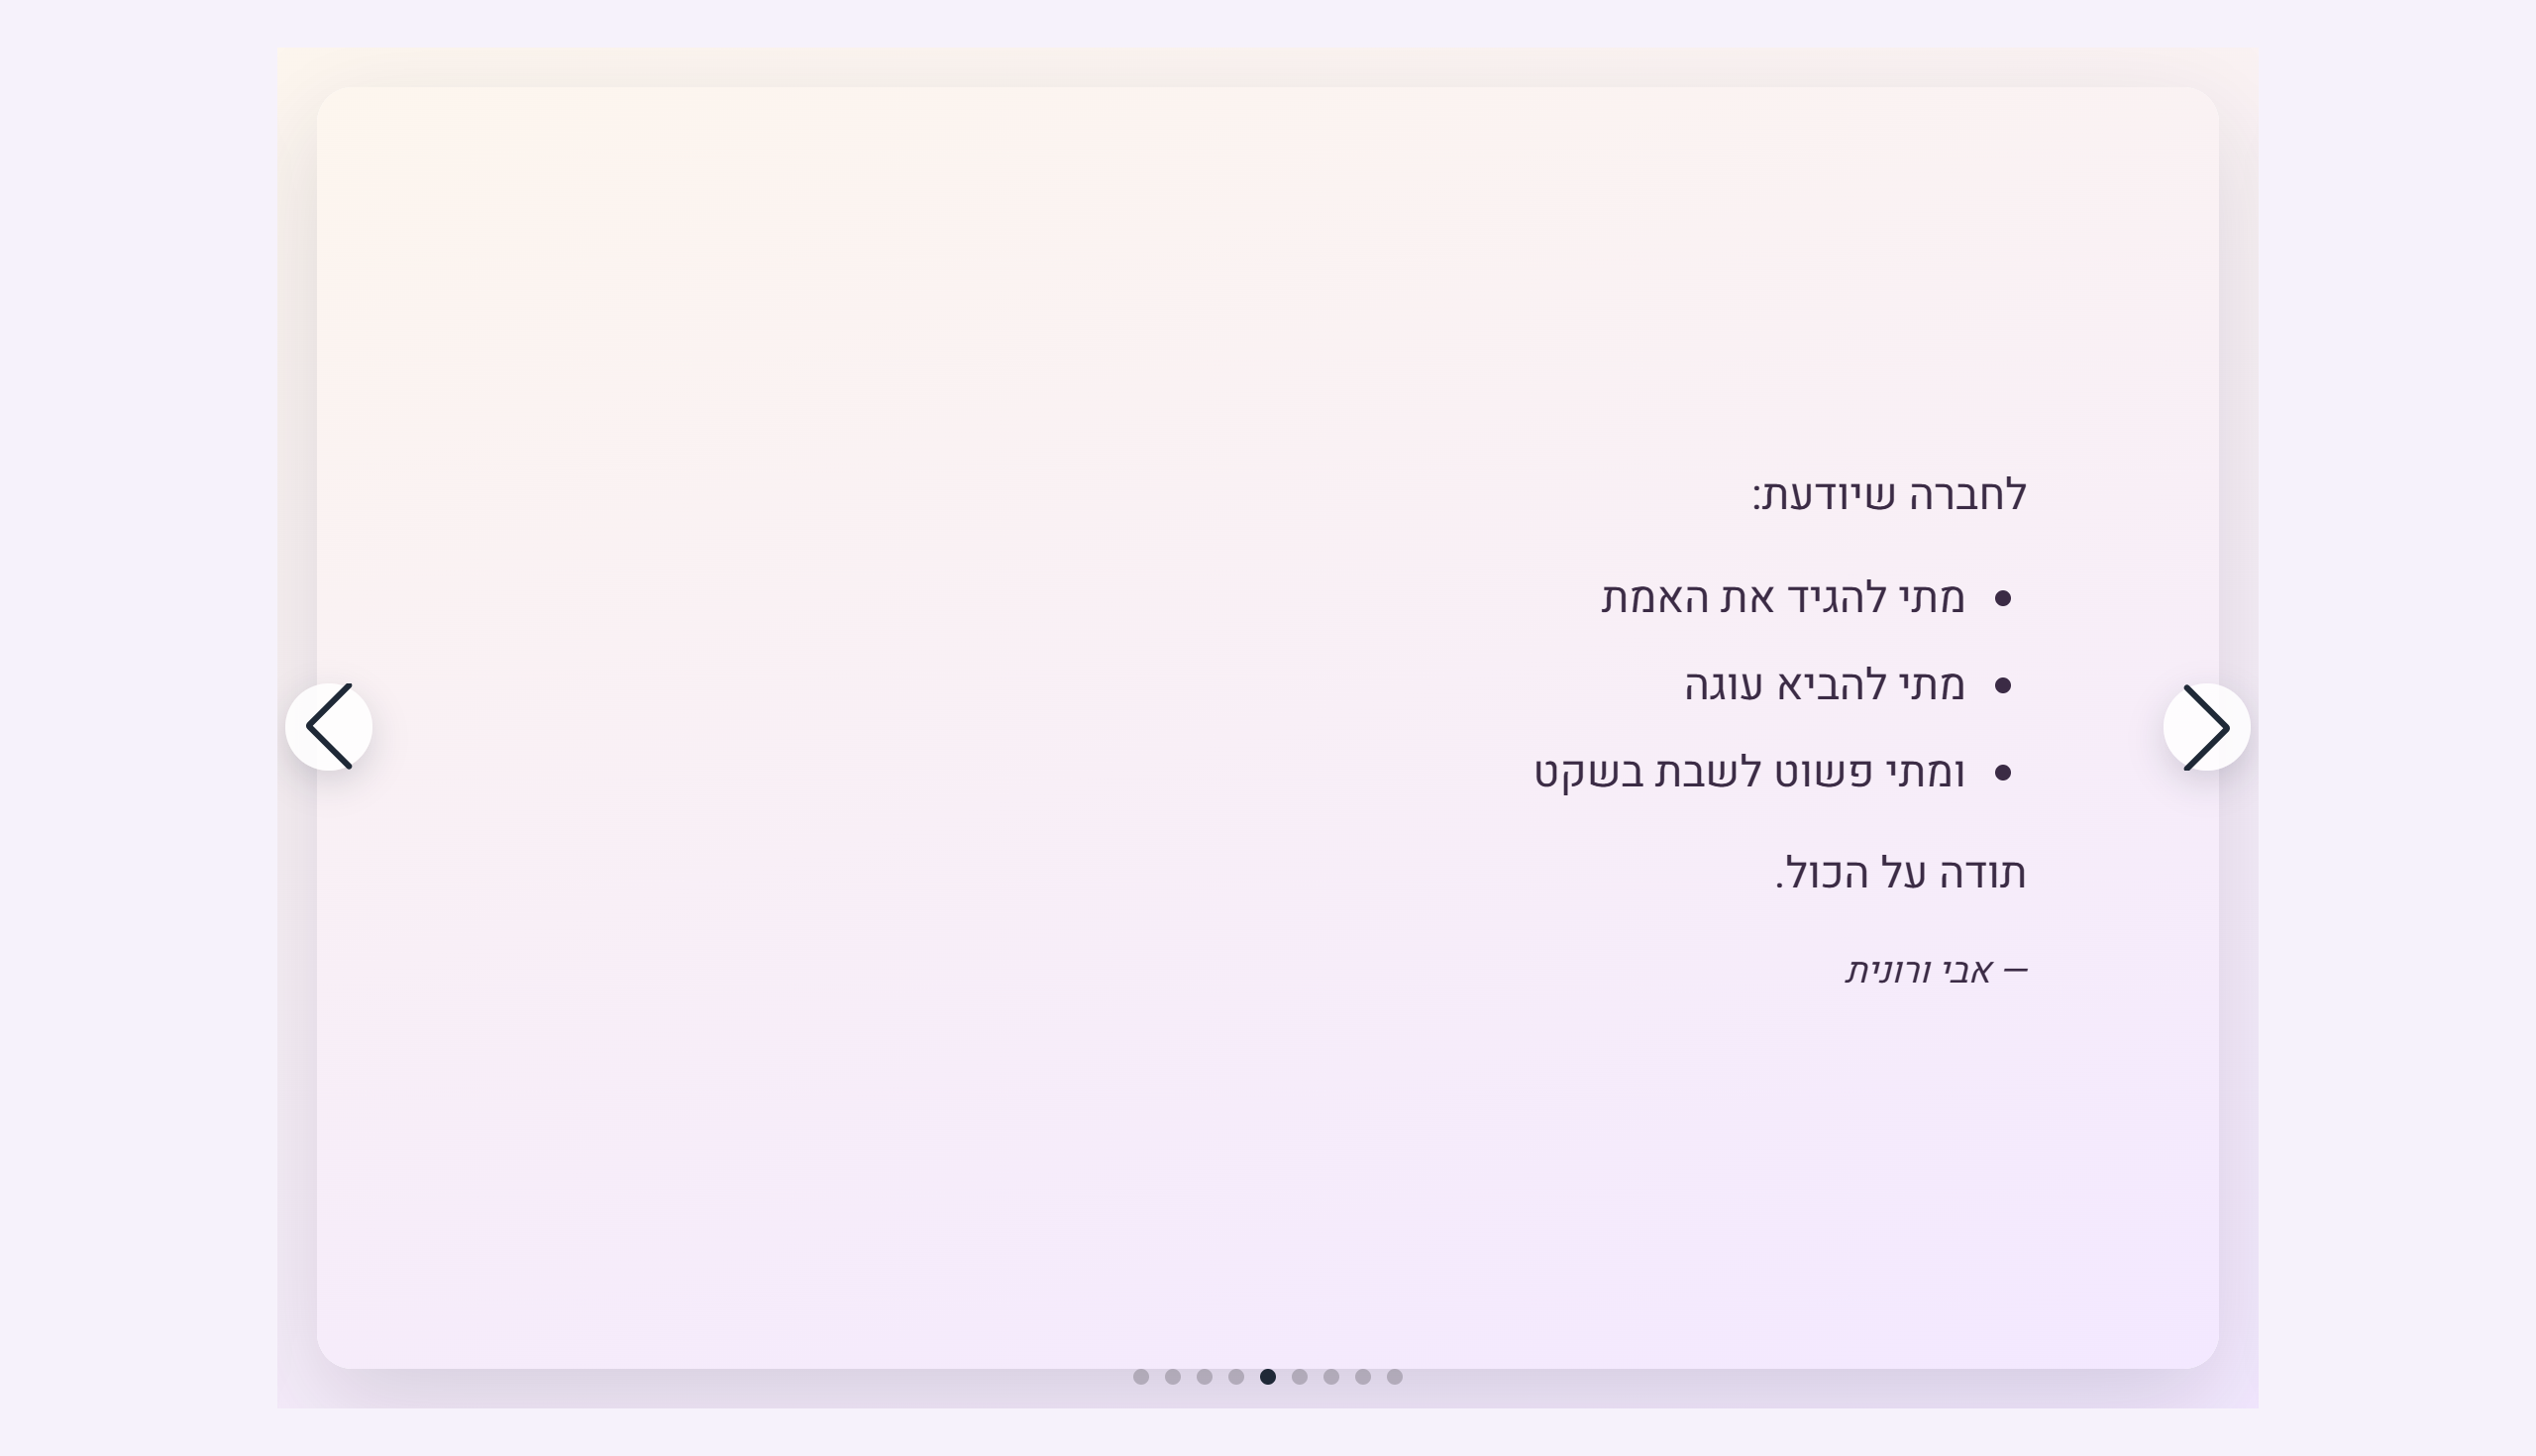 לחברה שיודעת:
• מתי להגיד את האמת
• מתי להביא עוגה
• ומתי פשוט לשבת בשקט
תודה על הכול.
– אבי ורונית